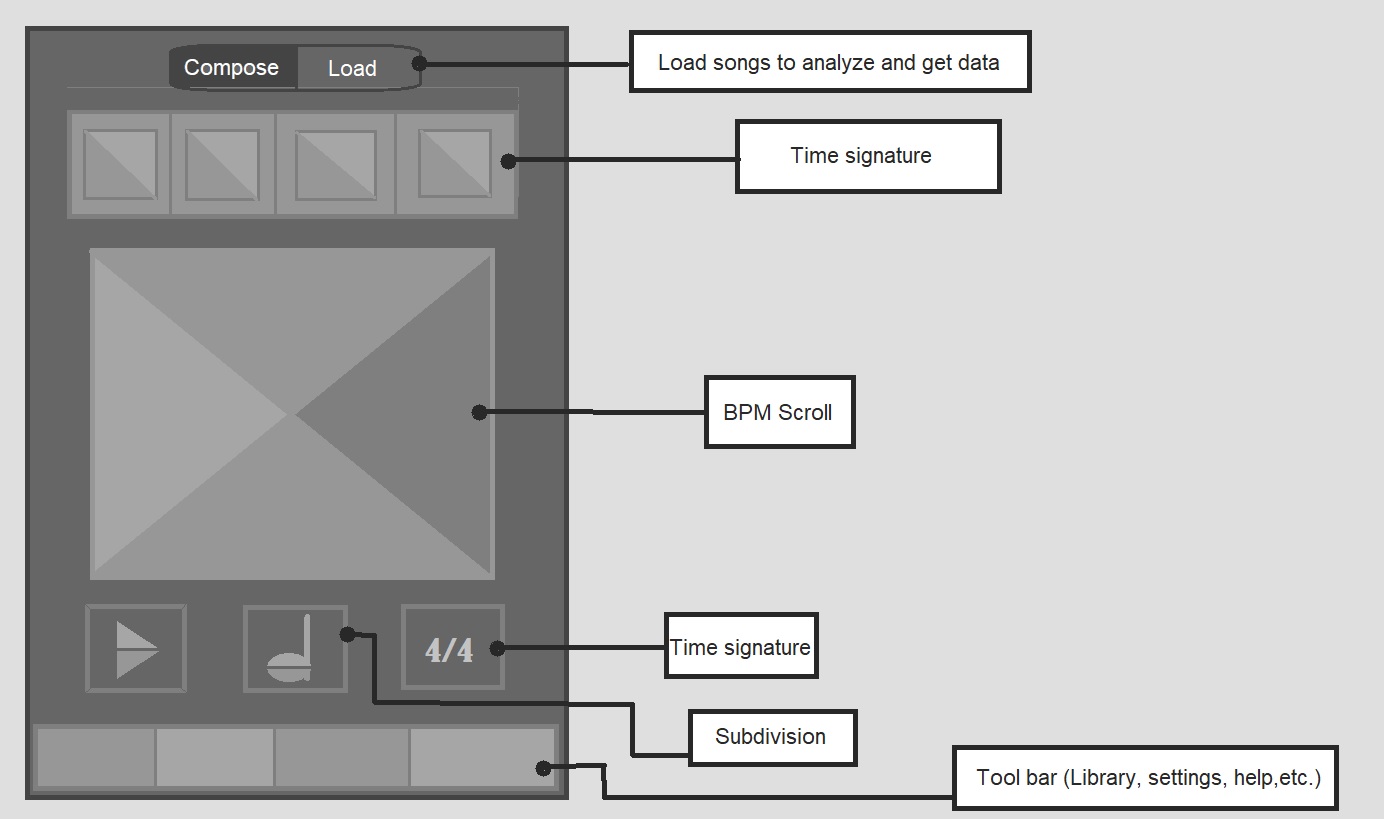 Compose
Load
Load songs to analyze and get data
Time signature
BPM Scroll
4/4
Time signature
Subdivision
Tool bar (Library, settings, help,etc.)